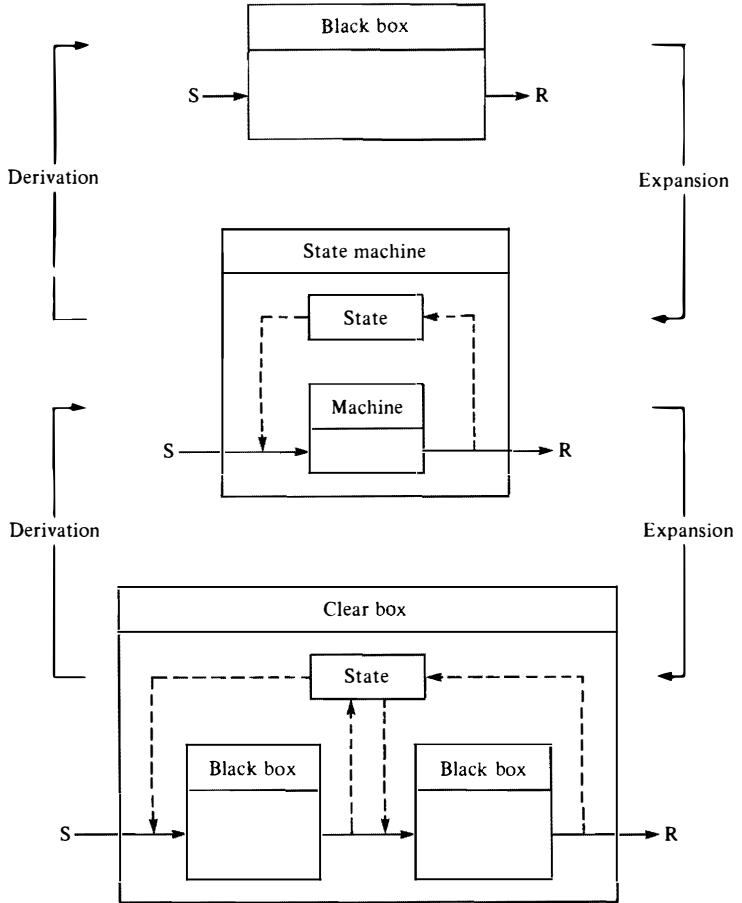 Black box
S
R
Derivation
Expansion
State machine
State
Machine
S
R
Derivation
Expansion
Clear box
State
Black box
Black box
S
R